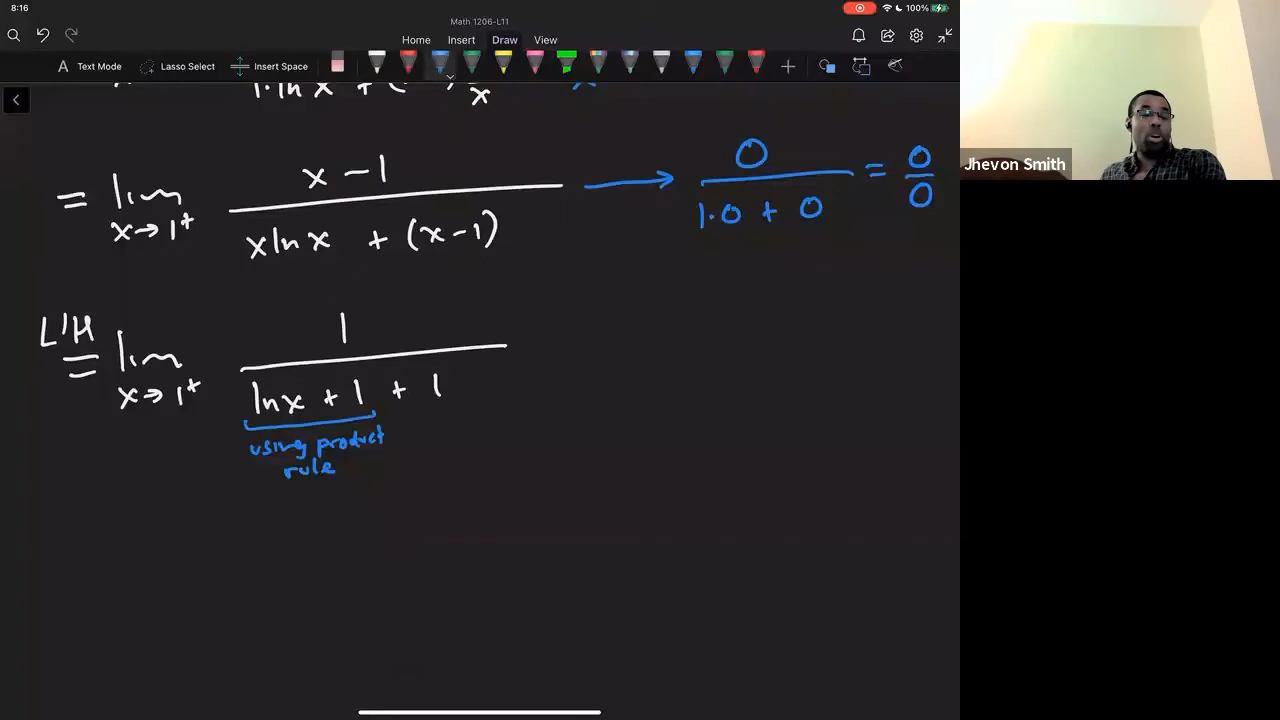 8:16
100%
Math 1206-L11
Home Insert Draw View
Text Mode Lasso Select Insert Space
1·ln x + (
x
x
= lim x→1⁺ (x − 1) / (x ln x + (x − 1)) → 0 / (1·0 + 0) = 0/0
L'H = lim x→1⁺ 1 / (ln x + 1 + 1)
using product
rule
Jhevon Smith